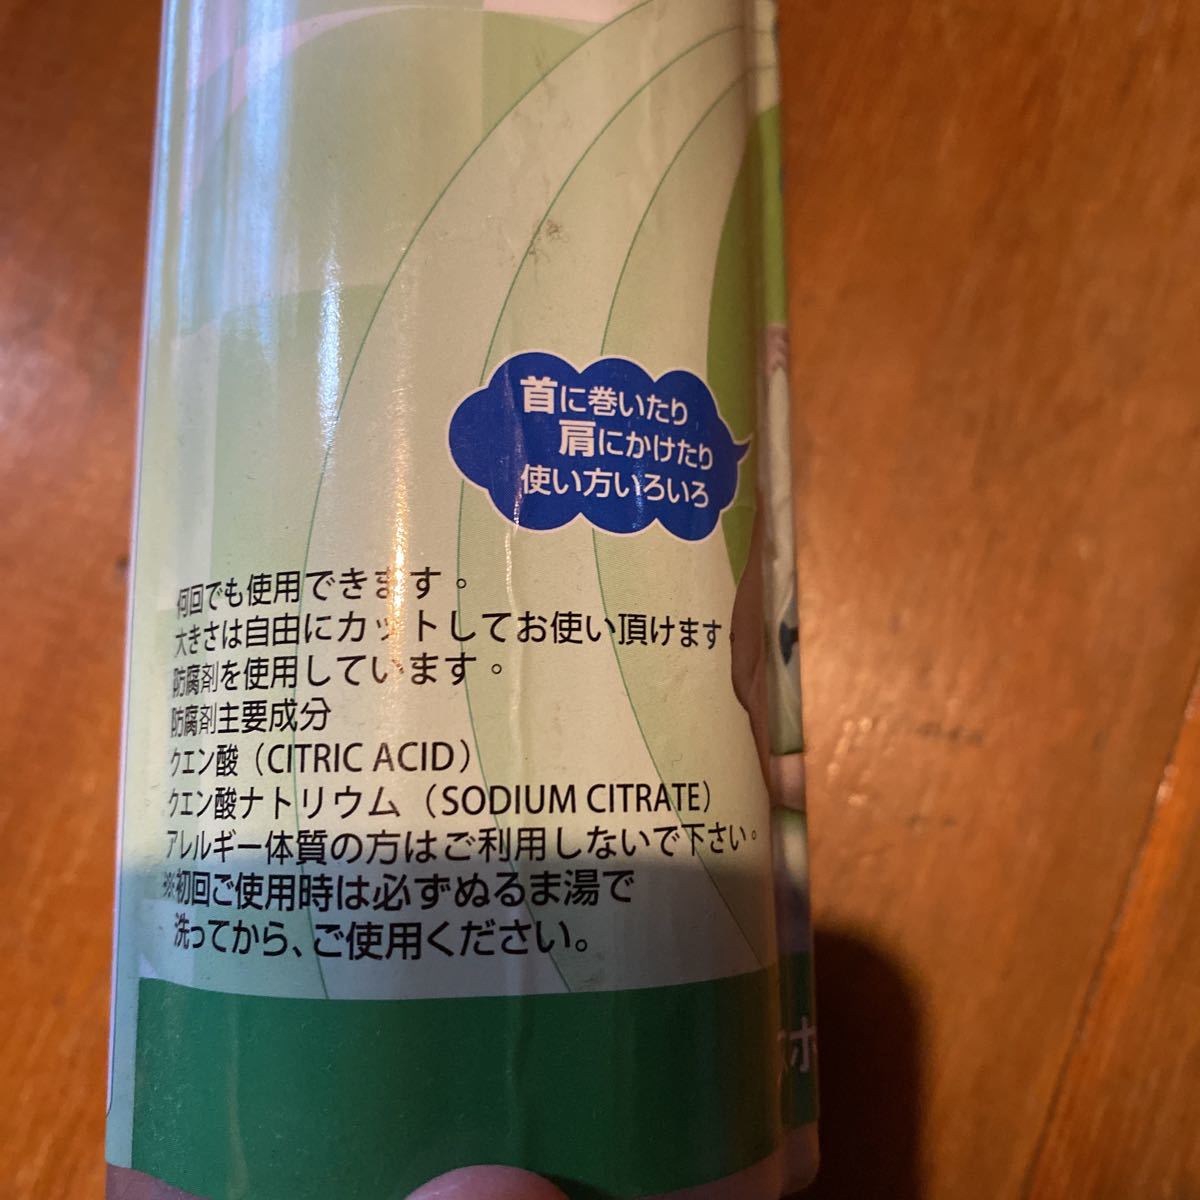 首に巻いたり
肩にかけたり
使い方いろいろ
何回でも使用できます。
大きさは自由にカットしてお使い頂けます。
防腐剤を使用しています。
防腐剤主要成分
クエン酸（CITRIC ACID）
クエン酸ナトリウム（SODIUM CITRATE）
アレルギー体質の方はご利用しないで下さい。
※初回ご使用時は必ずぬるま湯で
洗ってから、ご使用ください。